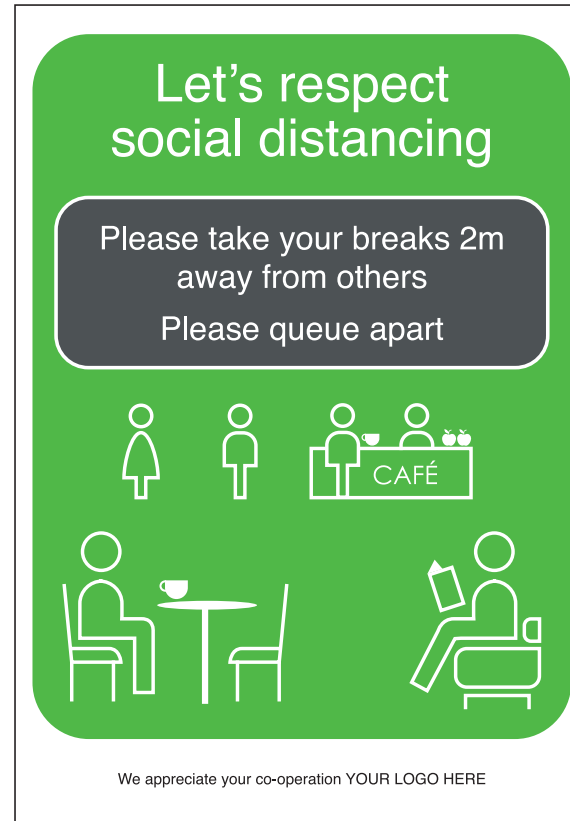 Let's respect
social distancing
Please take your breaks 2m
away from others
Please queue apart
CAFÉ
We appreciate your co-operation YOUR LOGO HERE